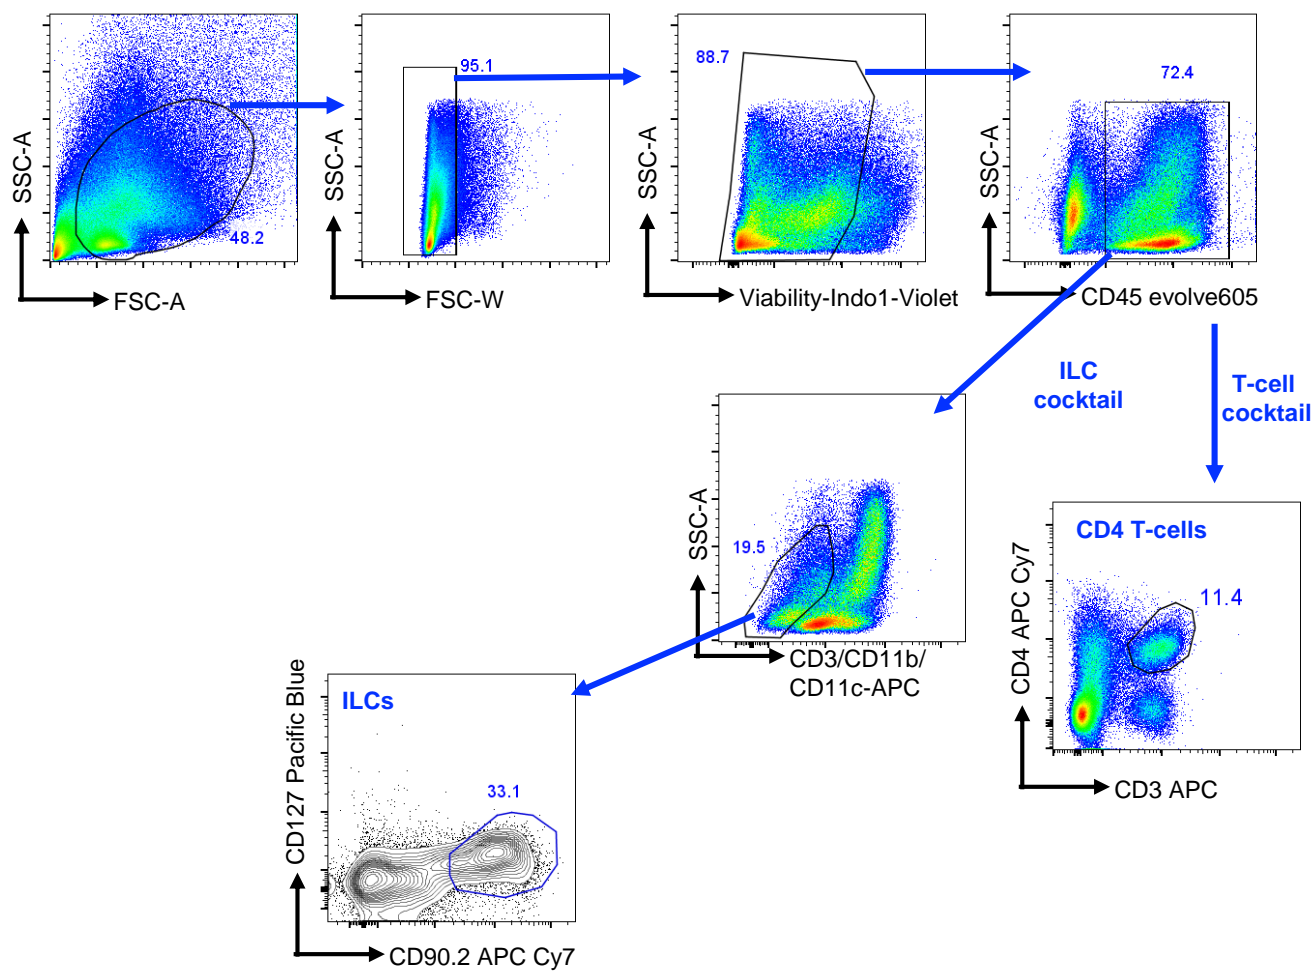 SSC-A
48.2
FSC-A
SSC-A
95.1
FSC-W
SSC-A
88.7
Viability-Indo1-Violet
SSC-A
72.4
CD45 evolve605
ILC
cocktail
T-cell
cocktail
SSC-A
19.5
CD3/CD11b/
CD11c-APC
CD4 APC Cy7
CD4 T-cells
11.4
CD3 APC
CD127 Pacific Blue
ILCs
33.1
CD90.2 APC Cy7